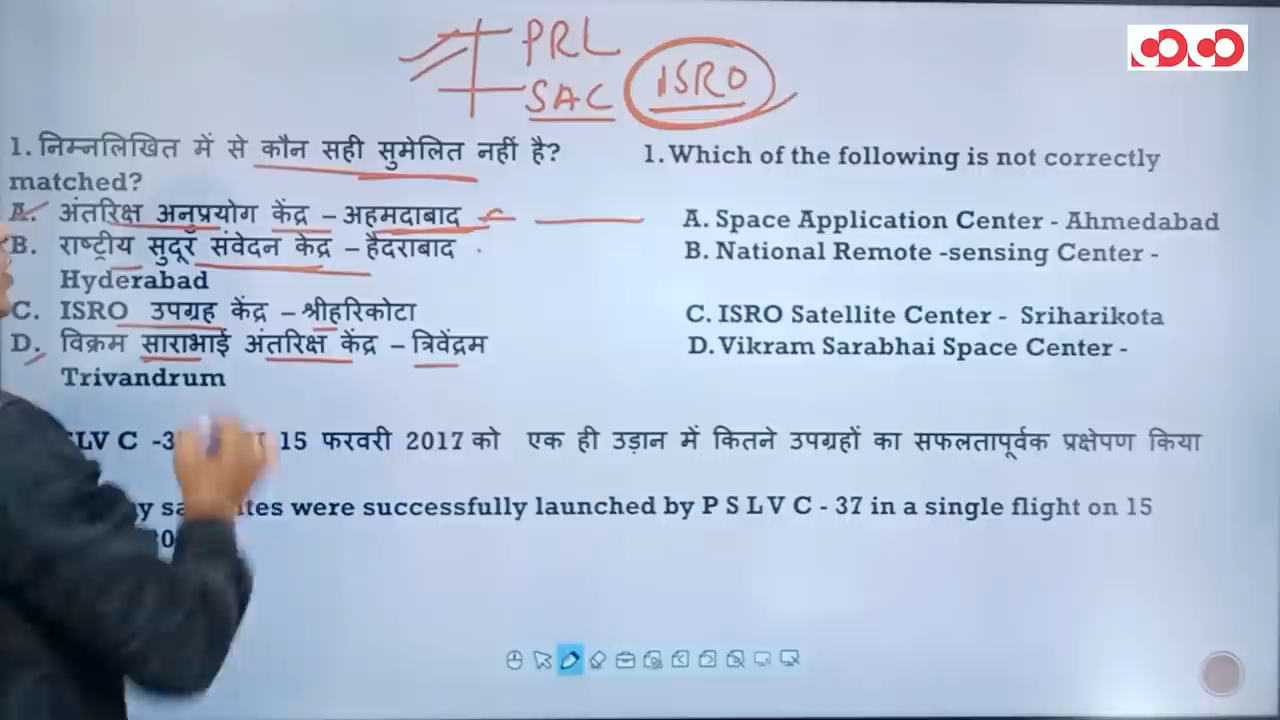 PRL
SAC ISRO
1. निम्नलिखित में से कौन सही सुमेलित नहीं है? 1. Which of the following is not correctly
matched?
A. अंतरिक्ष अनुप्रयोग केंद्र – अहमदाबाद A. Space Application Center - Ahmedabad
B. राष्ट्रीय सुदूर संवेदन केंद्र – हैदराबाद B. National Remote -sensing Center -
Hyderabad
C. ISRO उपग्रह केंद्र – श्रीहरिकोटा C. ISRO Satellite Center - Sriharikota
D. विक्रम साराभाई अंतरिक्ष केंद्र – त्रिवेंद्रम D. Vikram Sarabhai Space Center -
Trivandrum
LV C -3 15 फरवरी 2017 को एक ही उड़ान में कितने उपग्रहों का सफलतापूर्वक प्रक्षेपण किया
were successfully launched by P S L V C - 37 in a single flight on 15